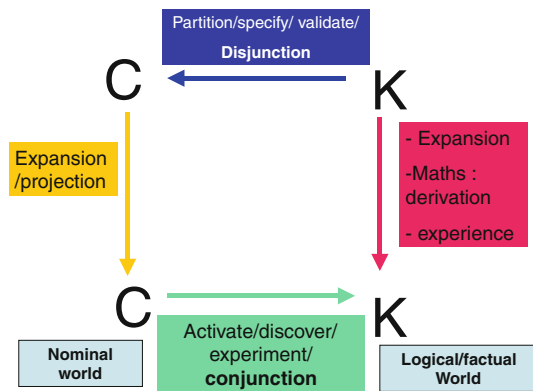 Partition/specify/ validate/
Disjunction
C
K
Expansion
/projection
- Expansion
-Maths :
derivation
- experience
C
K
Activate/discover/
experiment/
conjunction
Nominal
world
Logical/factual
World